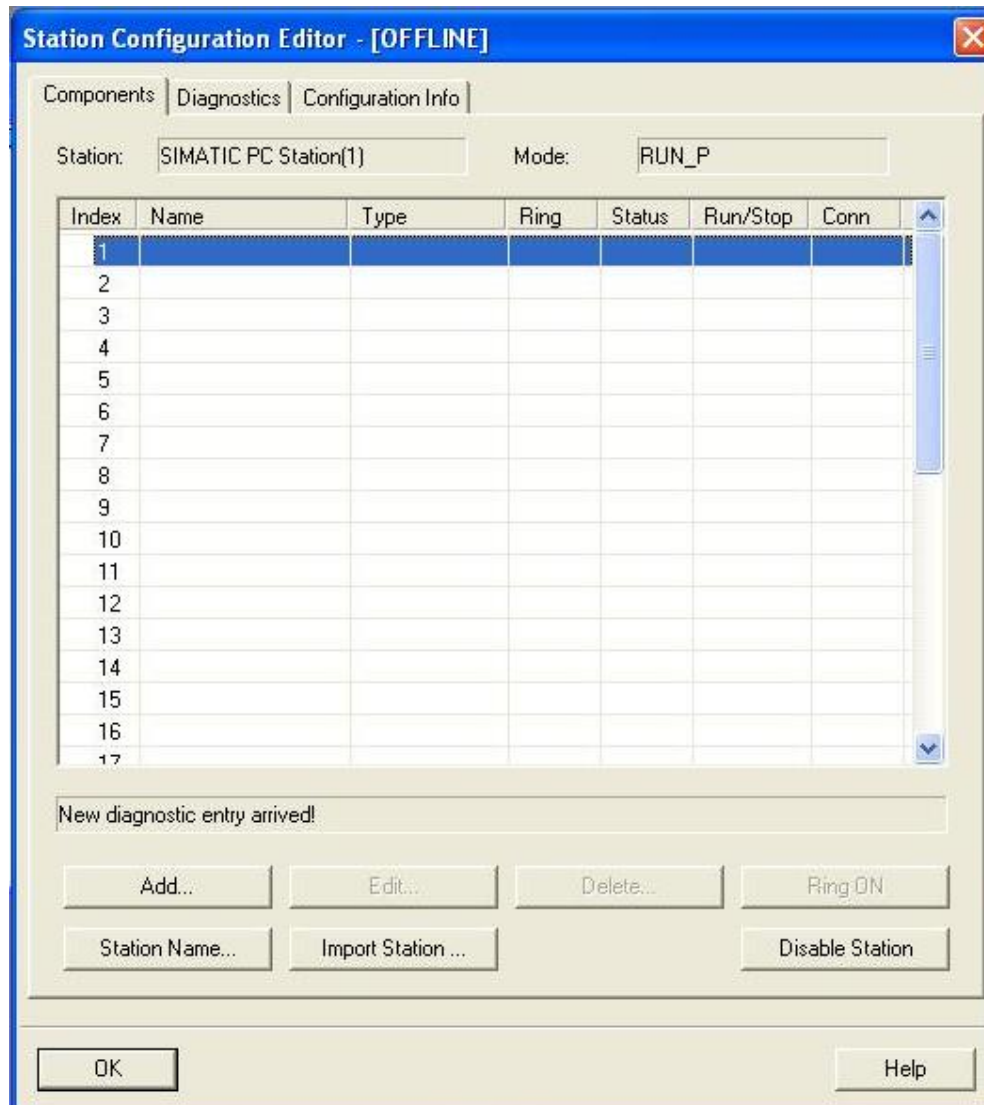 Station Configuration Editor - [OFFLINE]
Components Diagnostics Configuration Info
Station: SIMATIC PC Station(1) Mode: RUN_P
Index Name Type Ring Status Run/Stop Conn
1
2
3
4
5
6
7
8
9
10
11
12
13
14
15
16
17
New diagnostic entry arrived!
Add... Edit... Delete... Ring ON
Station Name... Import Station ... Disable Station
OK Help